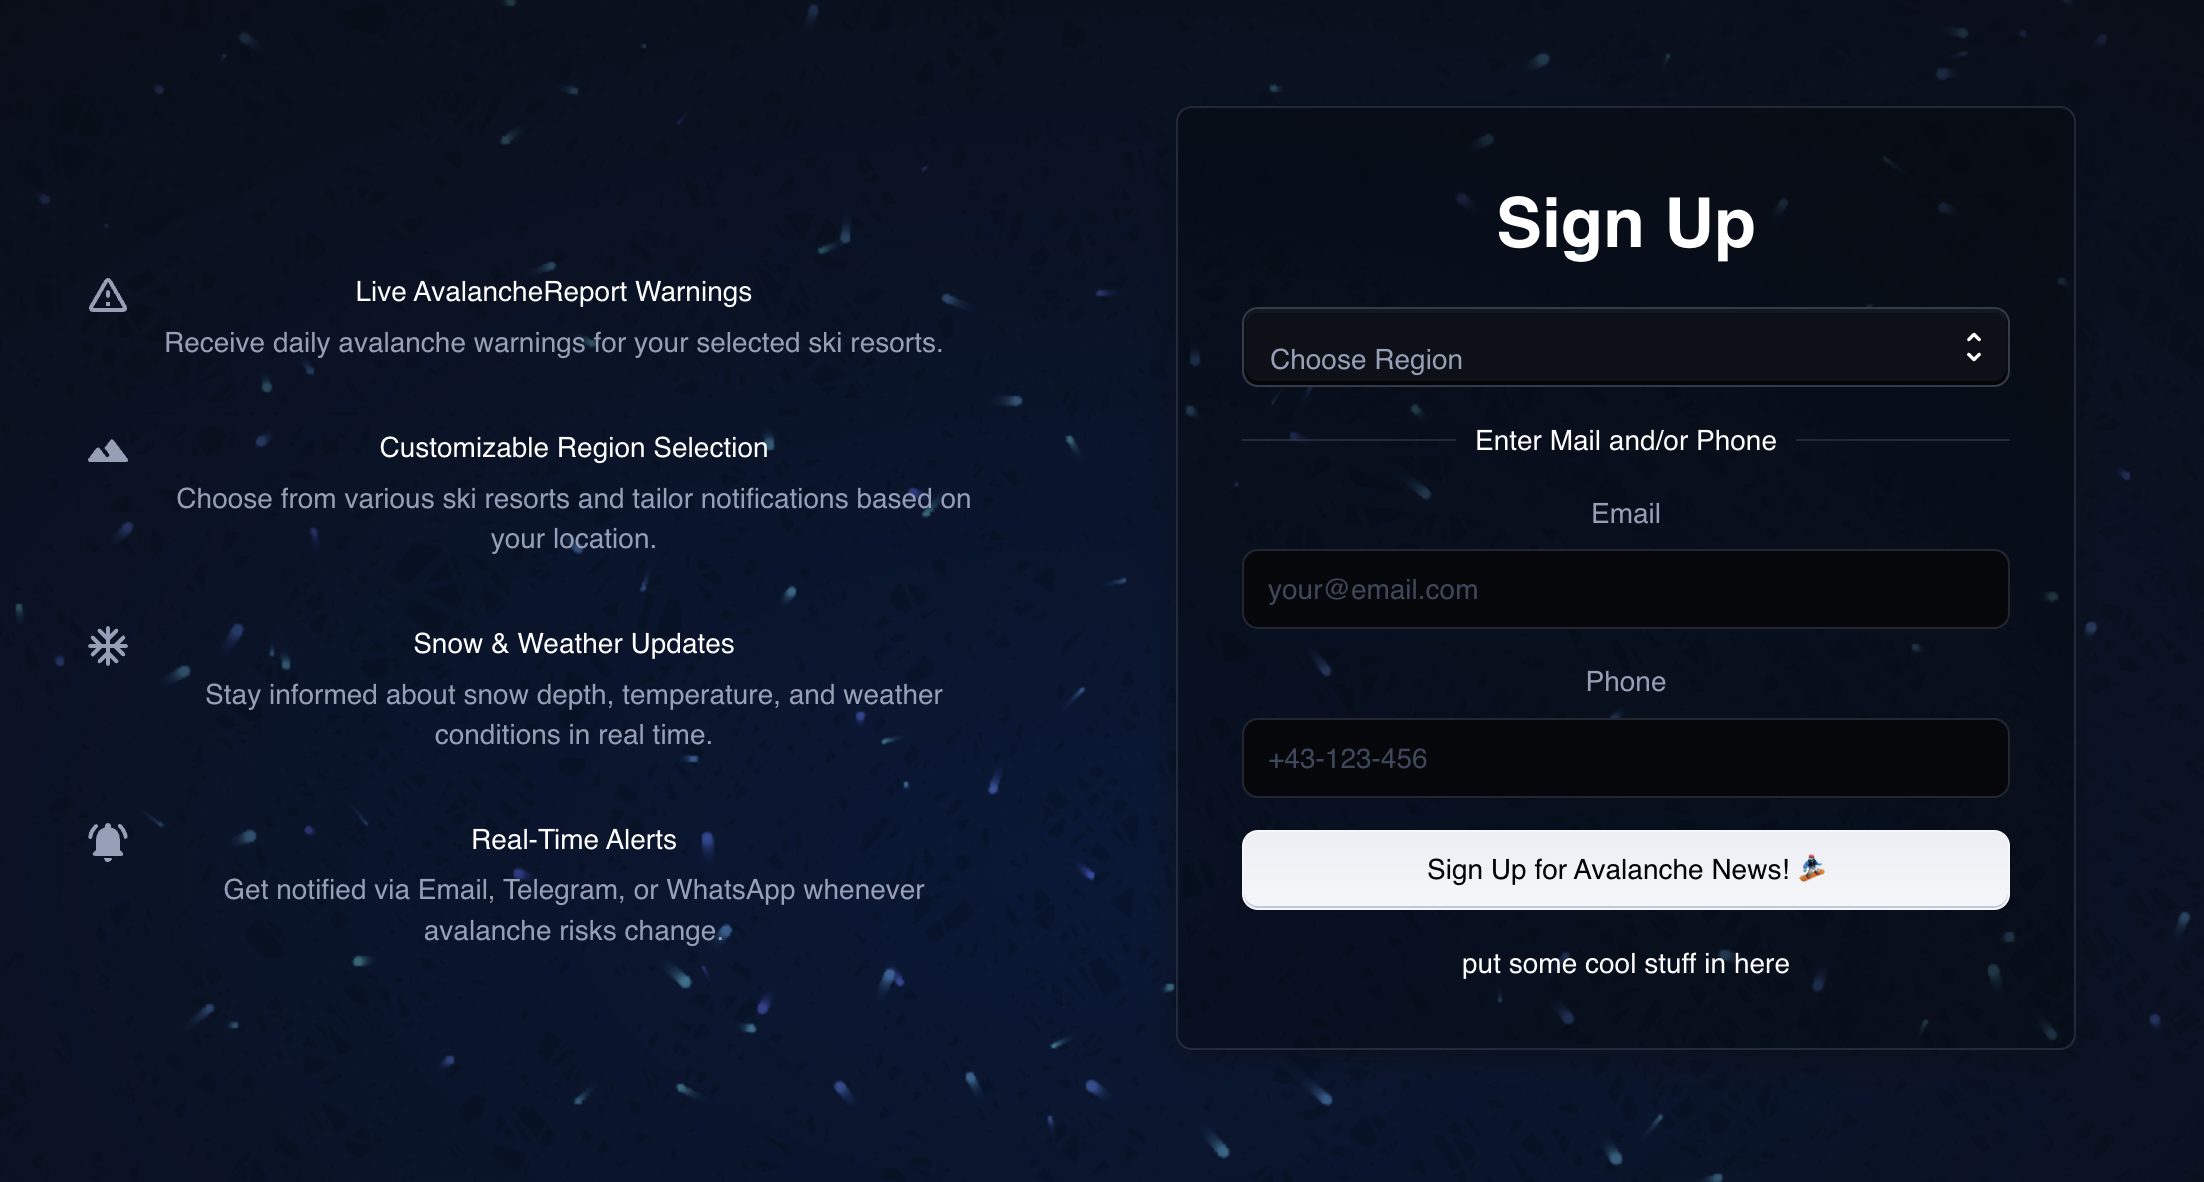 Live AvalancheReport Warnings
Receive daily avalanche warnings for your selected ski resorts.
Customizable Region Selection
Choose from various ski resorts and tailor notifications based on
your location.
Snow & Weather Updates
Stay informed about snow depth, temperature, and weather
conditions in real time.
Real-Time Alerts
Get notified via Email, Telegram, or WhatsApp whenever
avalanche risks change.
Sign Up
Choose Region
Enter Mail and/or Phone
Email
your@email.com
Phone
+43-123-456
Sign Up for Avalanche News! 🏂
put some cool stuff in here